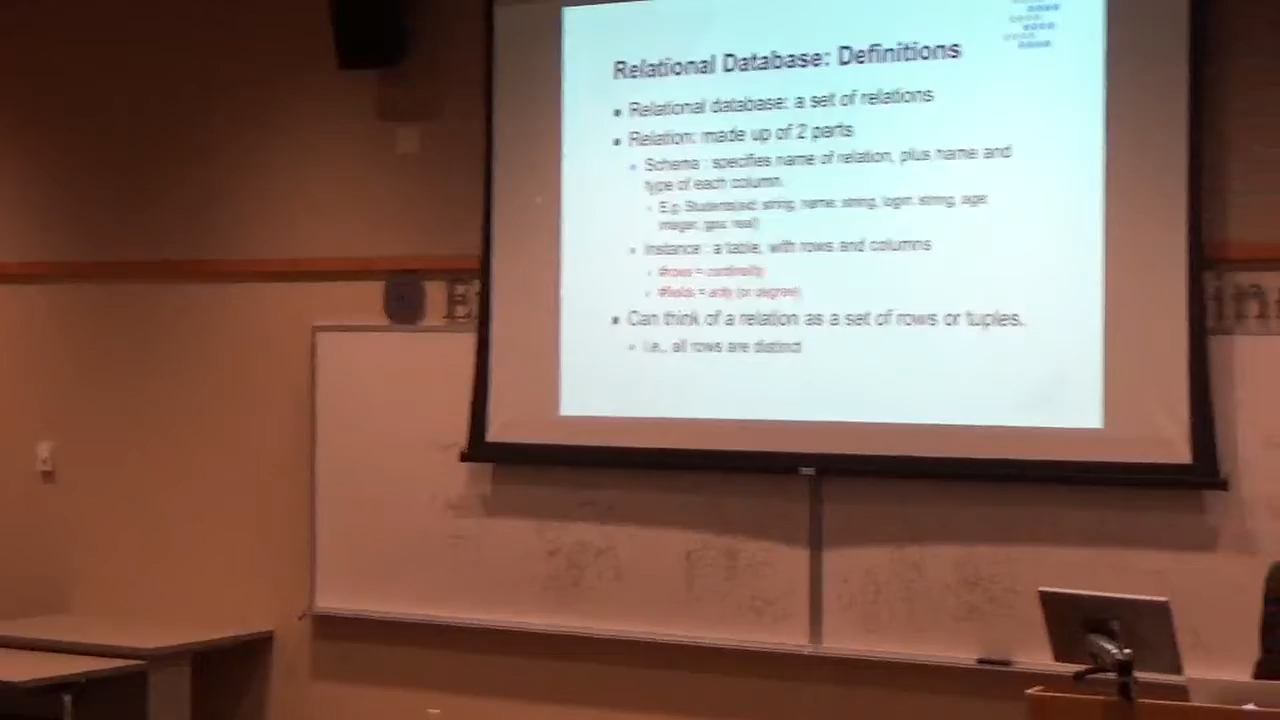 Relational Database: Definitions
Relational database: a set of relations
Relation: made up of 2 parts
Schema : specifies name of relation, plus name and
type of each column.
E.g. Students(sid: string, name: string, login: string, age:
integer, gpa: real)
Instance : a table, with rows and columns
#rows = cardinality
#fields = arity (or degree)
Can think of a relation as a set of rows or tuples.
i.e., all rows are distinct